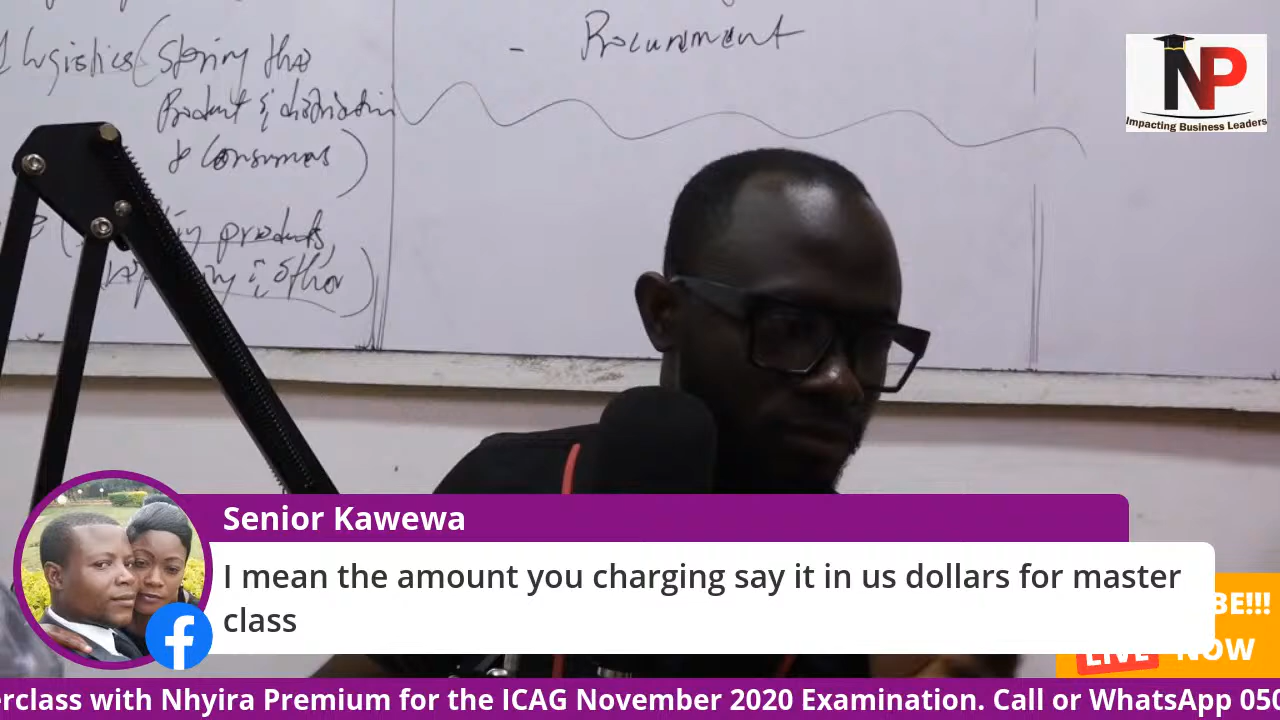 - Procurement
logistics (Storing the
Product & distribution
Consumers)
products,
& other)
NP
Impacting Business Leaders
Senior Kawewa
I mean the amount you charging say it in us dollars for master
class
BE!!!
LIVE NOW
erclass with Nhyira Premium for the ICAG November 2020 Examination. Call or WhatsApp 050